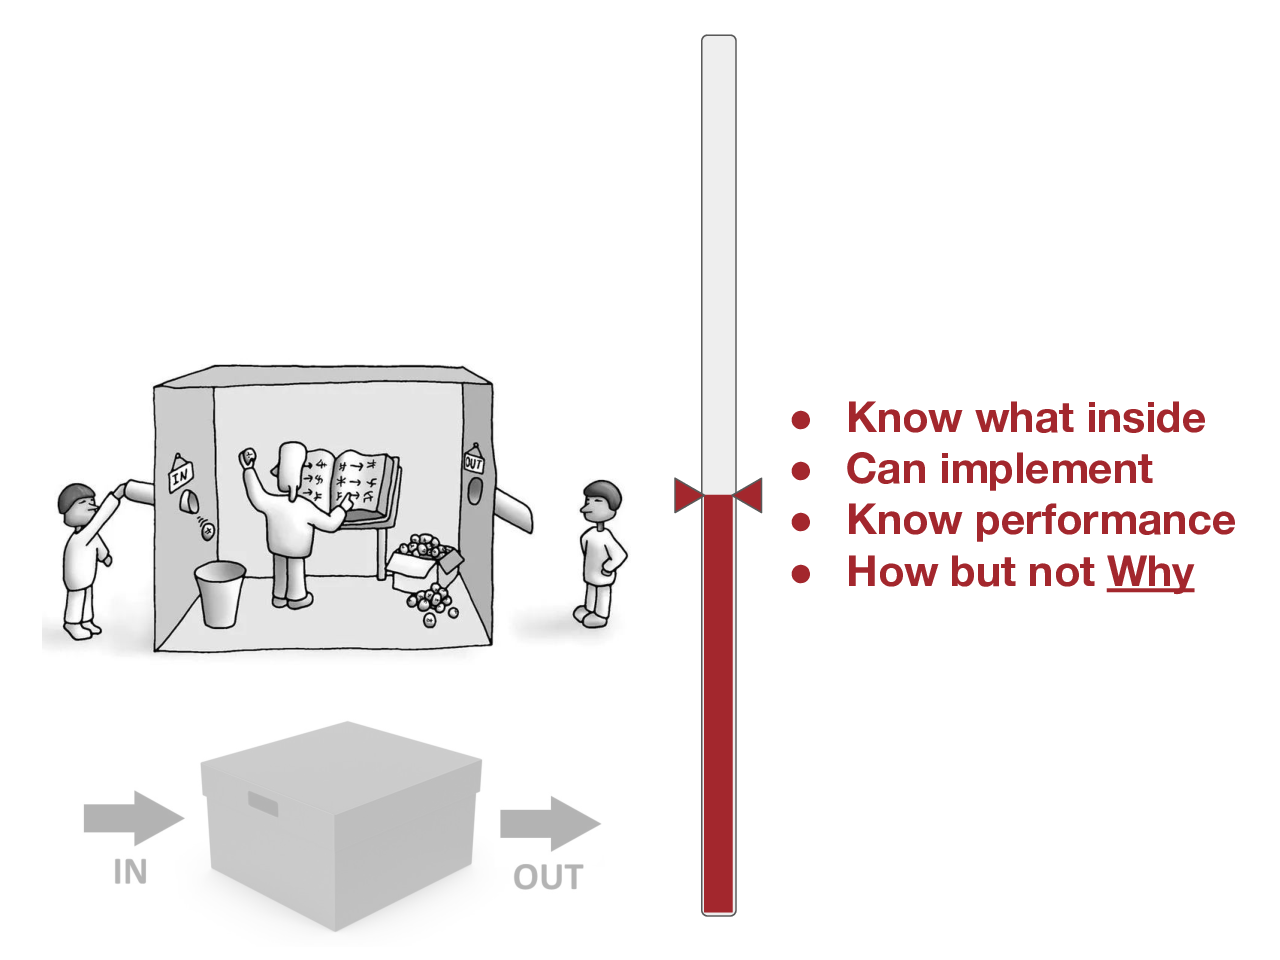 IN
OUT
Know what inside
Can implement
Know performance
How but not Why
IN
OUT